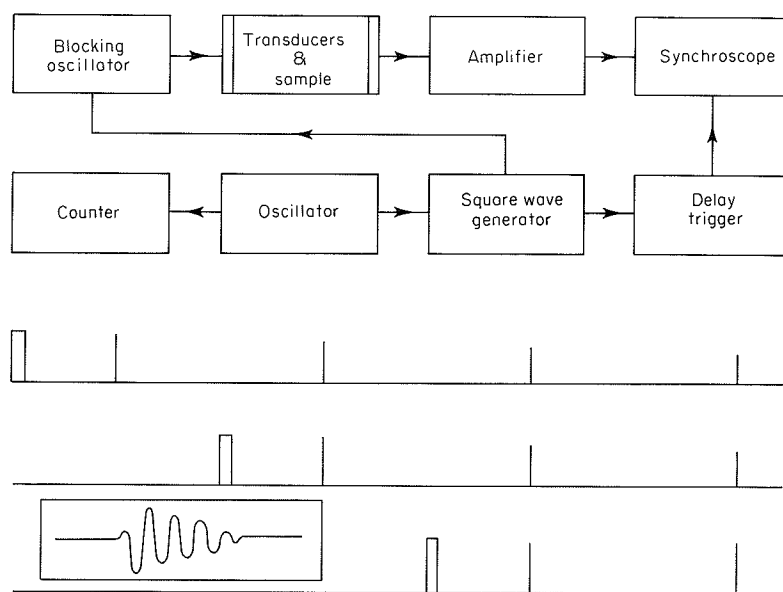 Blocking
oscillator
Transducers
&
sample
Amplifier
Synchroscope
Counter
Oscillator
Square wave
generator
Delay
trigger